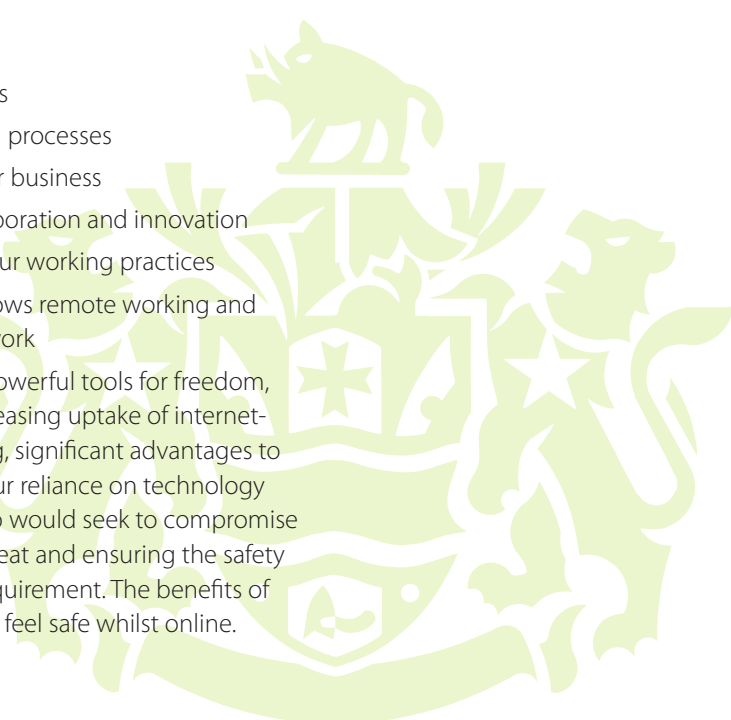 s
processes
r business
oration and innovation
ur working practices
ows remote working and
ork
owerful tools for freedom,
easing uptake of internet-
g, significant advantages to
ur reliance on technology
o would seek to compromise
eat and ensuring the safety
quirement. The benefits of
feel safe whilst online.